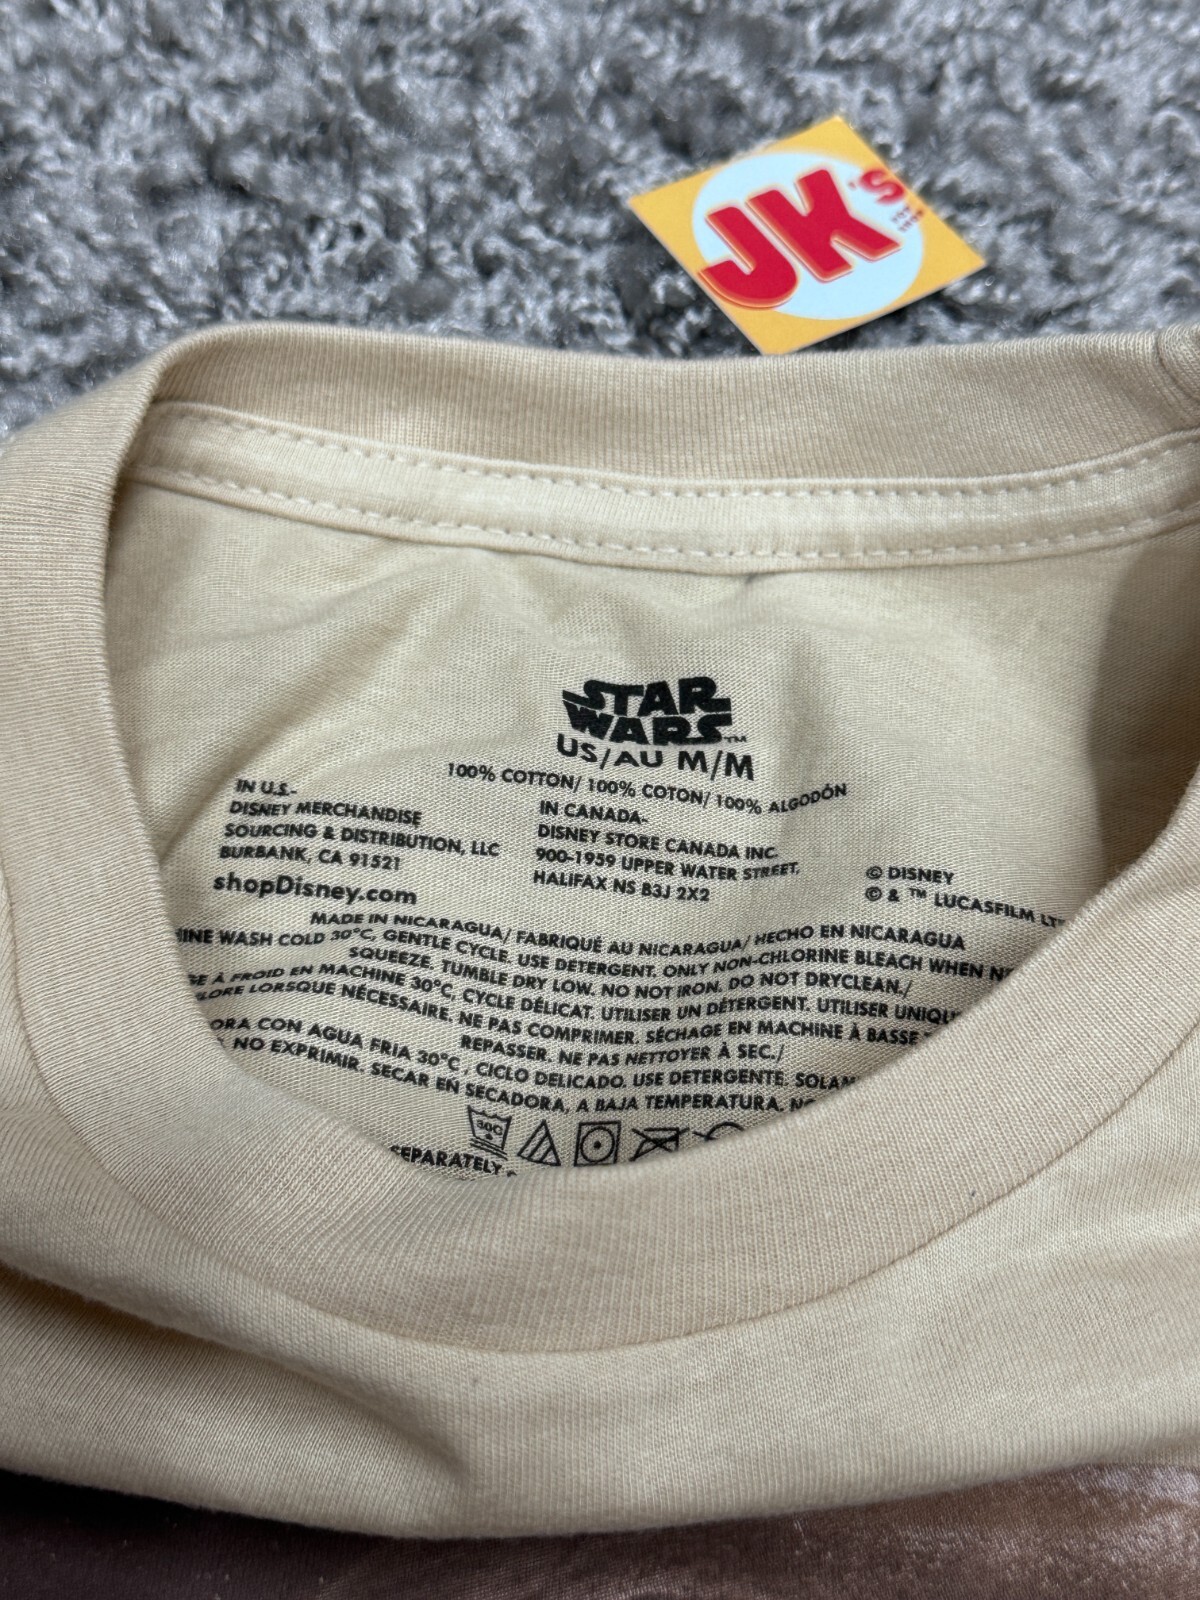 JK's
STAR
WARS™
US/AU M/M
100% COTTON/ 100% COTON/ 100% ALGODÓN
IN U.S.-
DISNEY MERCHANDISE
SOURCING & DISTRIBUTION, LLC
BURBANK, CA 91521
shopDisney.com
IN CANADA-
DISNEY STORE CANADA INC.
900-1959 UPPER WATER STREET,
HALIFAX NS B3J 2X2
© DISNEY
© & ™ LUCASFILM
MADE IN NICARAGUA/ FABRIQUÉ AU NICARAGUA/ HECHO EN NICARAGUA
WASH COLD 30°C, GENTLE CYCLE. USE DETERGENT. ONLY NON-CHLORINE BLEACH WHEN
SQUEEZE. TUMBLE DRY LOW. NO NOT IRON. DO NOT DRYCLEAN./
À FROID EN MACHINE 30°C, CYCLE DÉLICAT. UTILISER UN DÉTERGENT. UTILISER
LORSQUE NÉCESSAIRE. NE PAS COMPRIMER. SÉCHAGE EN MACHINE À BASSE
REPASSER. NE PAS NETTOYER À SEC./
CON AGUA FRIA 30°C, CICLO DELICADO. USE DETERGENTE.
NO EXPRIMIR. SECAR EN SECADORA, A BAJA TEMPERATURA.
30C
SEPARATELY